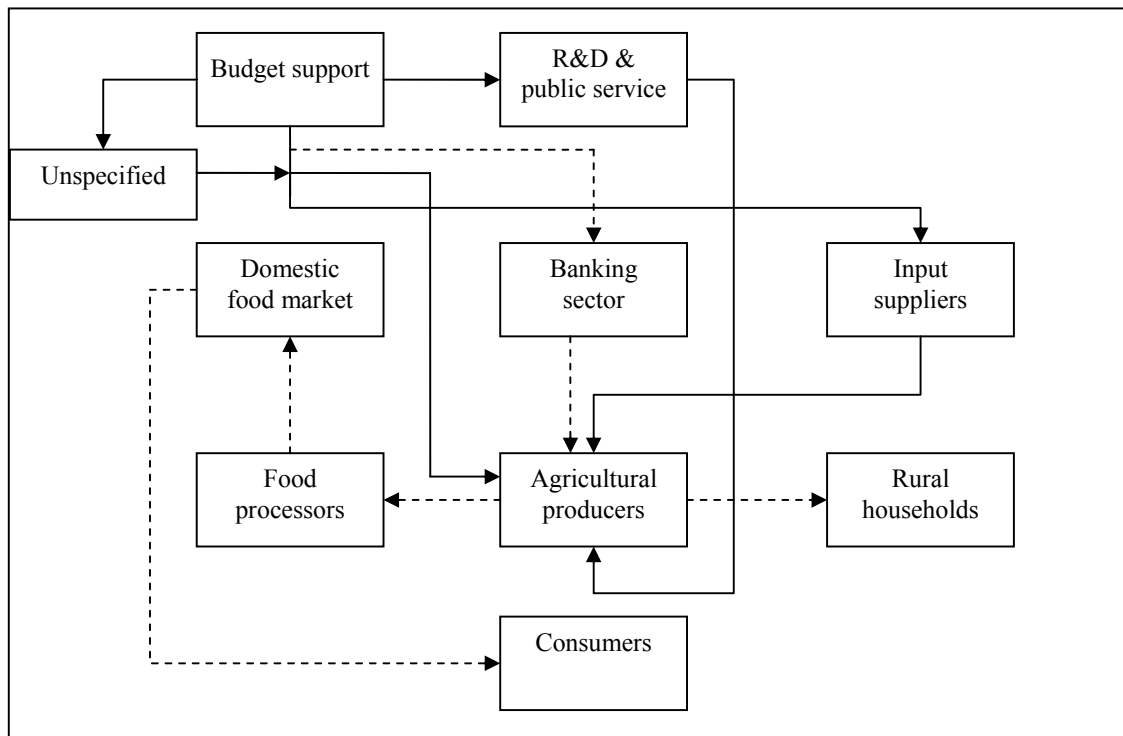 Budget support
R&D &
public service
Unspecified
Domestic
food market
Banking
sector
Input
suppliers
Food
processors
Agricultural
producers
Rural
households
Consumers